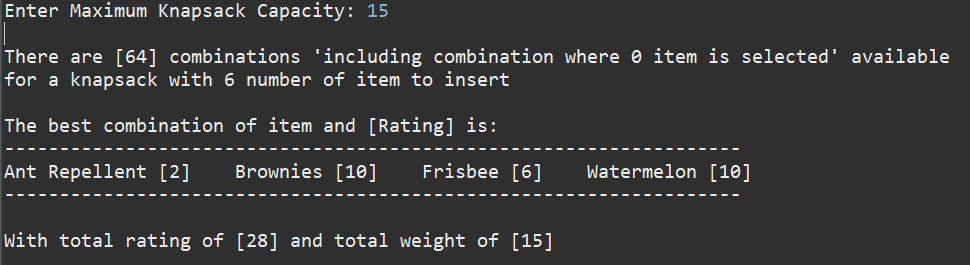 Enter Maximum Knapsack Capacity: 15
There are [64] combinations 'including combination where 0 item is selected' available
for a knapsack with 6 number of item to insert
The best combination of item and [Rating] is:
-------------------------------------------------------------------
Ant Repellent [2]    Brownies [10]    Frisbee [6]    Watermelon [10]
-------------------------------------------------------------------
With total rating of [28] and total weight of [15]